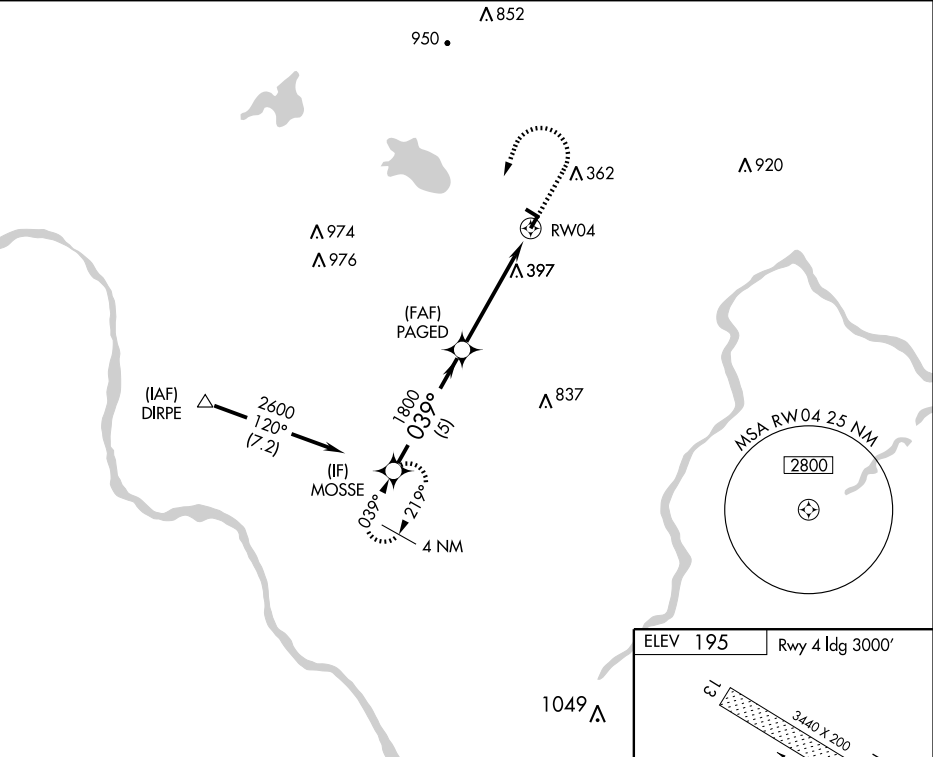 852
950
362
920
RW04
974
976
397
(FAF)
PAGED
(IAF)
DIRPE
2600
120°
(7.2)
1800
039°
(5)
837
(IF)
MOSSE
039°
219°
4 NM
MSA RW04 25 NM
2800
1049
ELEV 195
Rwy 4 ldg 3000'
13
3440 X 200